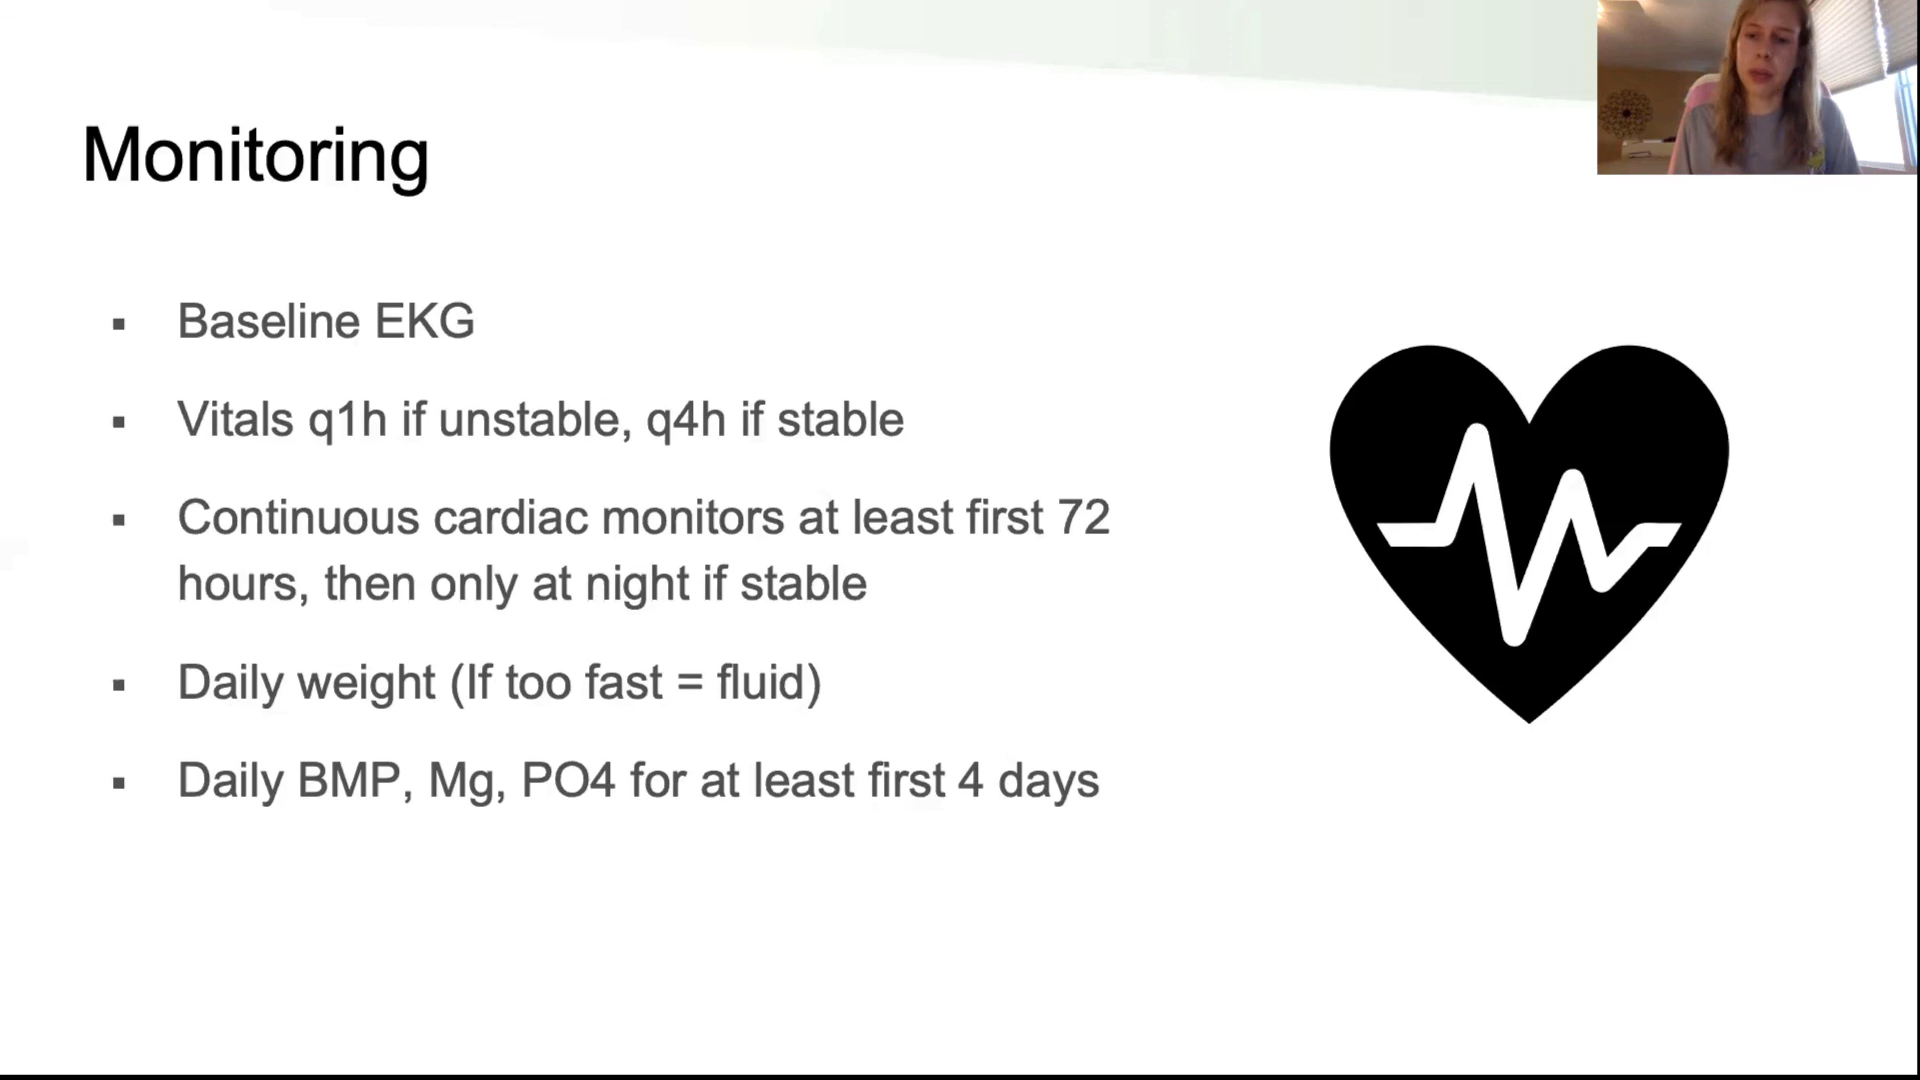 Monitoring
▪ Baseline EKG
▪ Vitals q1h if unstable, q4h if stable
▪ Continuous cardiac monitors at least first 72
hours, then only at night if stable
▪ Daily weight (If too fast = fluid)
▪ Daily BMP, Mg, PO4 for at least first 4 days